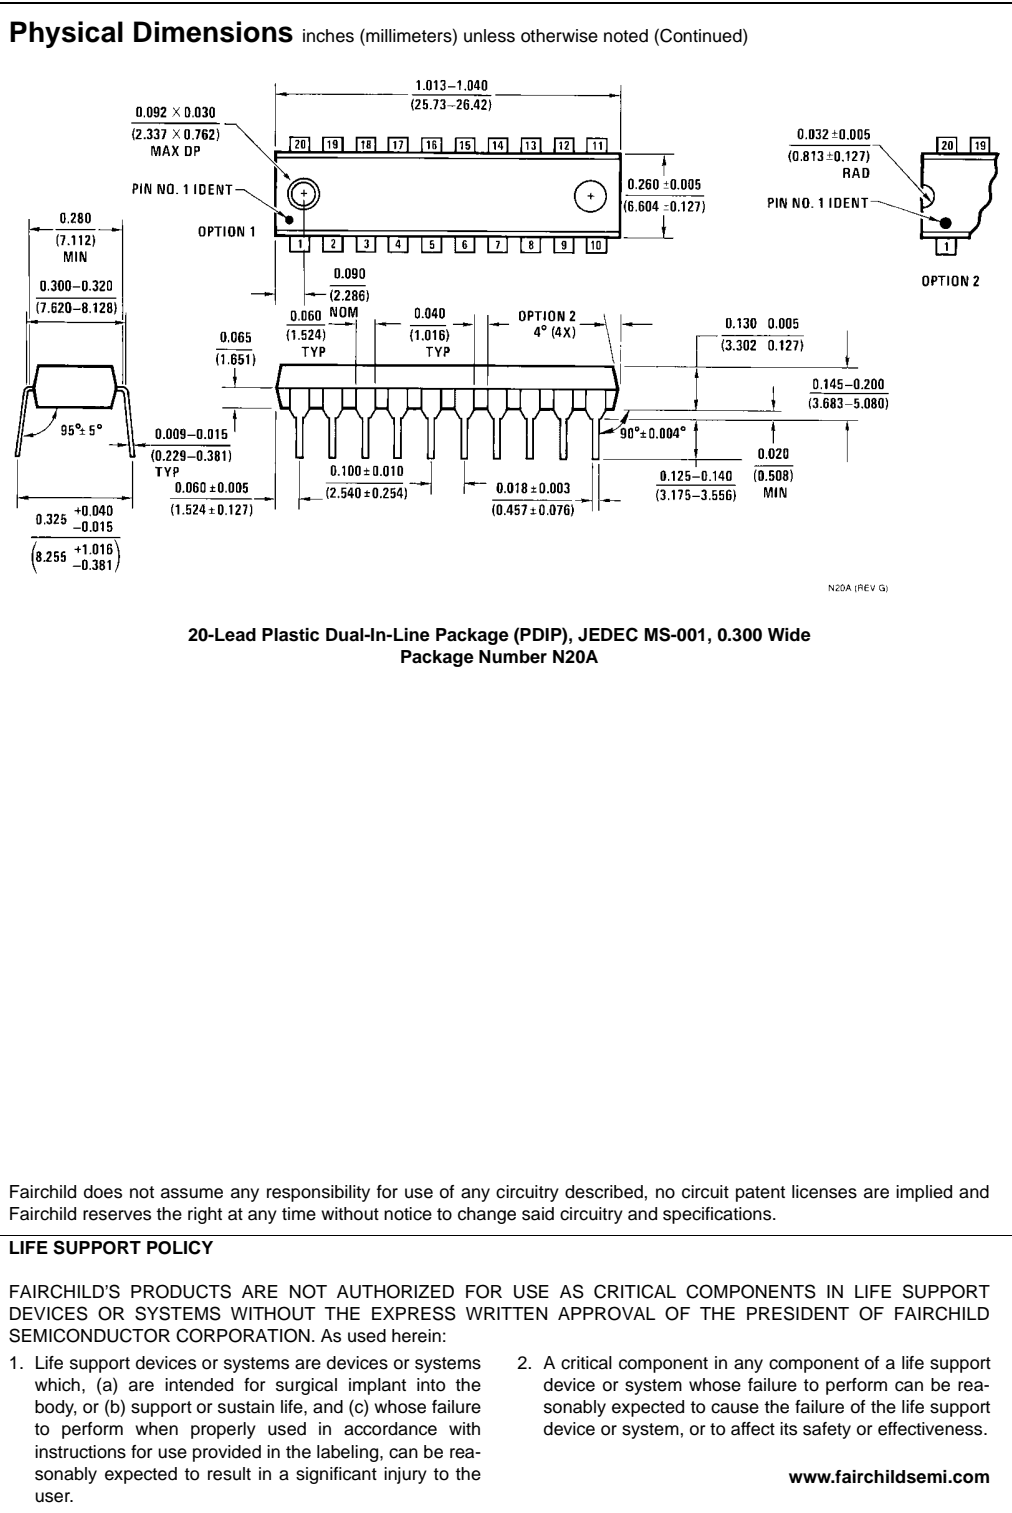 Physical Dimensions inches (millimeters) unless otherwise noted (Continued)
1.013–1.040
(25.73–26.42)
0.092 × 0.030
(2.337 × 0.762)
MAX DP
20 19 18 17 16 15 14 13 12 11
PIN NO. 1 IDENT
OPTION 1
1 2 3 4 5 6 7 8 9 10
0.260 ±0.005
(6.604 ±0.127)
0.032 ±0.005
(0.813 ±0.127)
RAD
20 19
PIN NO. 1 IDENT
1
OPTION 2
0.280
(7.112)
MIN
0.300–0.320
(7.620–8.128)
0.090
(2.286)
NOM
0.060
(1.524)
TYP
0.040
(1.016)
TYP
OPTION 2
4° (4X)
0.065
(1.651)
0.130 0.005
(3.302 0.127)
0.145–0.200
(3.683–5.080)
95°± 5°
0.009–0.015
(0.229–0.381)
TYP
90°±0.004°
0.020
(0.508)
MIN
0.125–0.140
(3.175–3.556)
0.100 ±0.010
(2.540 ±0.254)
0.060 ±0.005
(1.524 ±0.127)
0.018 ±0.003
(0.457 ±0.076)
0.325 +0.040
–0.015
(8.255 +1.016
–0.381)
N20A (REV G)
20-Lead Plastic Dual-In-Line Package (PDIP), JEDEC MS-001, 0.300 Wide
Package Number N20A
Fairchild does not assume any responsibility for use of any circuitry described, no circuit patent licenses are implied and
Fairchild reserves the right at any time without notice to change said circuitry and specifications.
LIFE SUPPORT POLICY
FAIRCHILD'S PRODUCTS ARE NOT AUTHORIZED FOR USE AS CRITICAL COMPONENTS IN LIFE SUPPORT
DEVICES OR SYSTEMS WITHOUT THE EXPRESS WRITTEN APPROVAL OF THE PRESIDENT OF FAIRCHILD
SEMICONDUCTOR CORPORATION. As used herein:
1. Life support devices or systems are devices or systems
which, (a) are intended for surgical implant into the
body, or (b) support or sustain life, and (c) whose failure
to perform when properly used in accordance with
instructions for use provided in the labeling, can be rea-
sonably expected to result in a significant injury to the
user.
2. A critical component in any component of a life support
device or system whose failure to perform can be rea-
sonably expected to cause the failure of the life support
device or system, or to affect its safety or effectiveness.
www.fairchildsemi.com